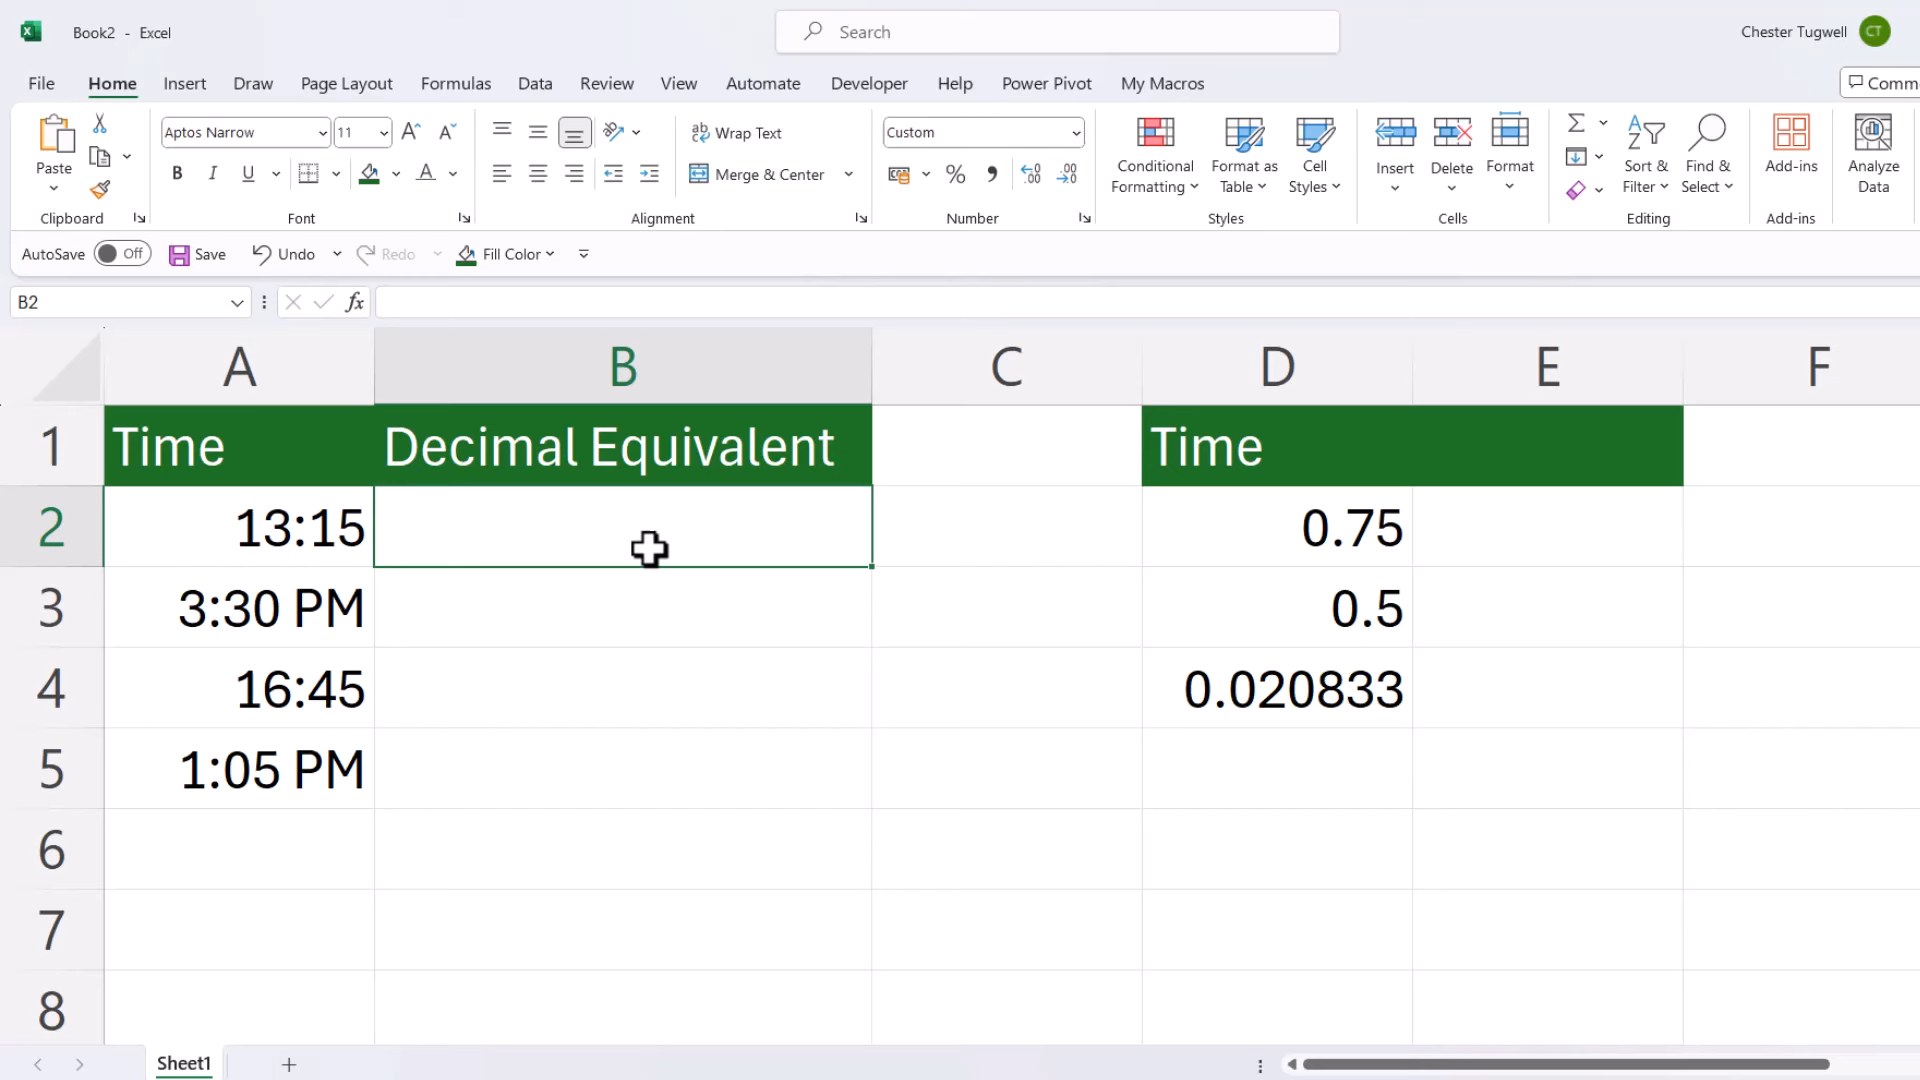 Book2 - Excel
Search
Chester Tugwell
CT
File Home Insert Draw Page Layout Formulas Data Review View Automate Developer Help Power Pivot My Macros
Comm
Paste
Aptos Narrow 11
B I U
Wrap Text
Merge & Center
Custom
Conditional Formatting
Format as Table
Cell Styles
Insert
Delete
Format
Sort & Filter
Find & Select
Add-ins
Analyze Data
Clipboard Font Alignment Number Styles Cells Editing Add-ins
AutoSave Off Save Undo Redo Fill Color
B2 fx
A B C D E F
1 Time Decimal Equivalent Time
2 13:15 0.75
3 3:30 PM 0.5
4 16:45 0.020833
5 1:05 PM
6
7
8
Sheet1